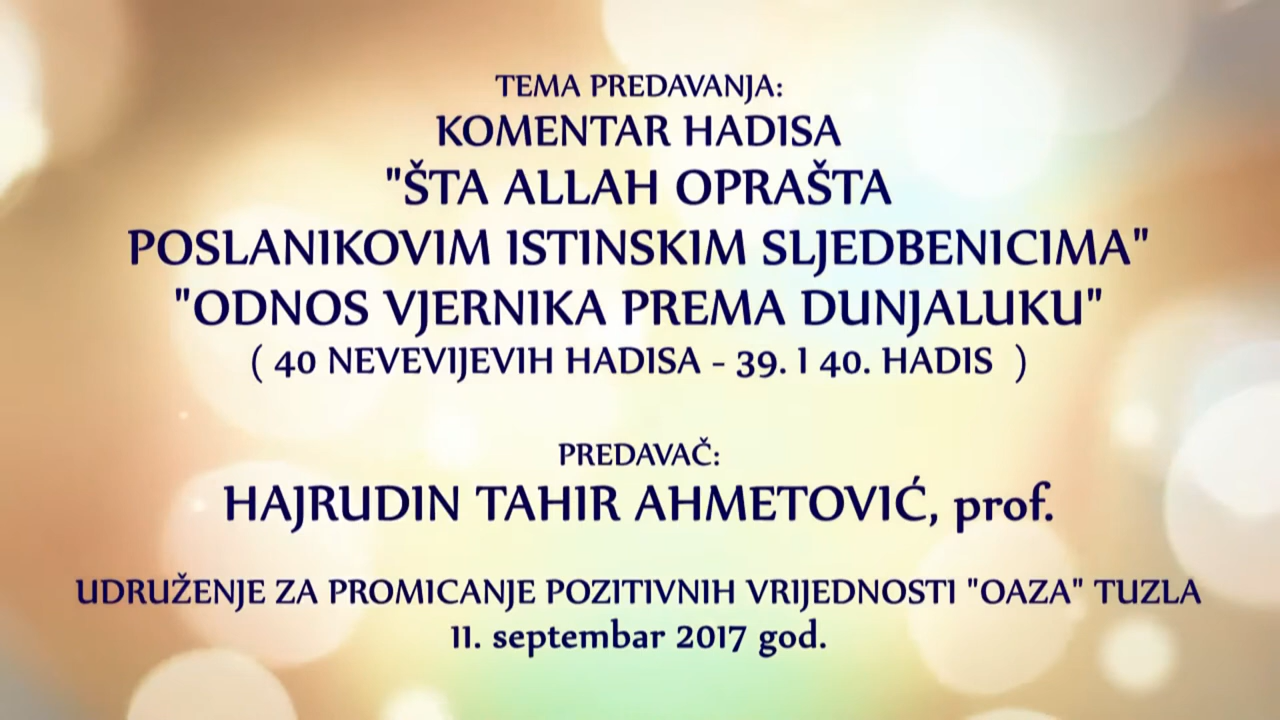 TEMA PREDAVANJA:
KOMENTAR HADISA
"ŠTA ALLAH OPRAŠTA
POSLANIKOVIM ISTINSKIM SLJEDBENICIMA"
"ODNOS VJERNIKA PREMA DUNJALUKU"
( 40 NEVEVIJEVIH HADISA - 39. I 40. HADIS )
PREDAVAČ:
HAJRUDIN TAHIR AHMETOVIĆ, prof.
UDRUŽENJE ZA PROMICANJE POZITIVNIH VRIJEDNOSTI "OAZA" TUZLA
11. septembar 2017 god.